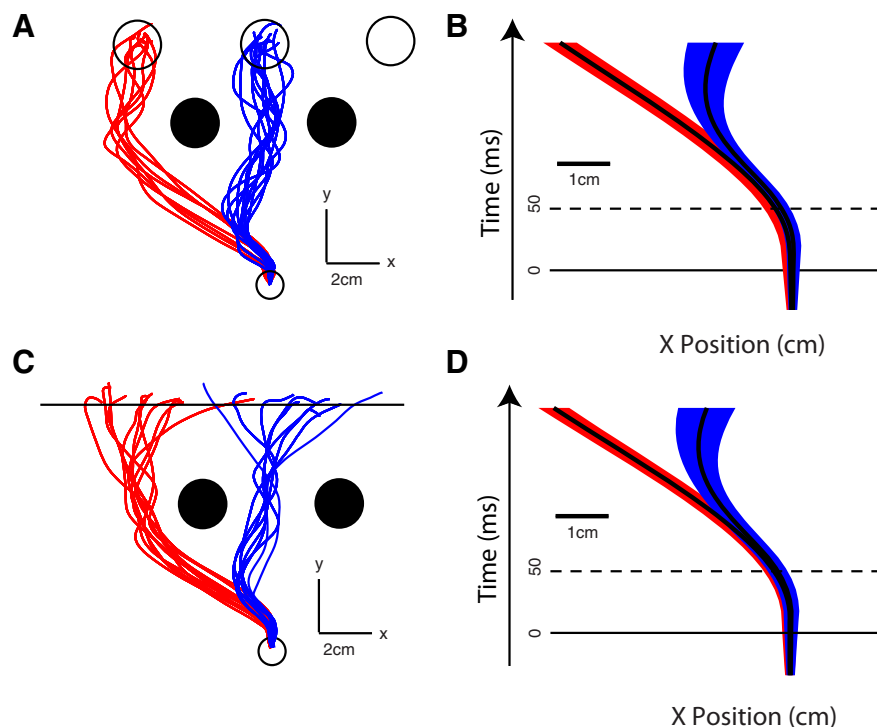 A
B
y
x
2cm
Time (ms)
1cm
50
0
X Position (cm)
C
D
y
x
2cm
Time (ms)
1cm
50
0
X Position (cm)